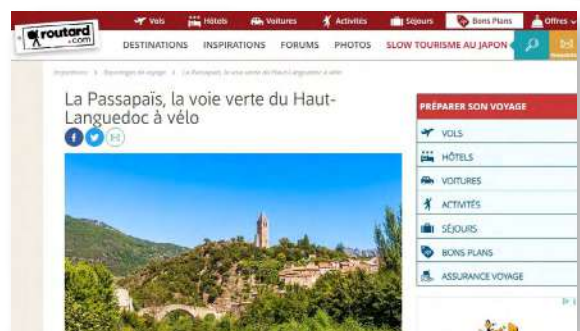 Vols Hôtels Voitures Activités Séjours Bons Plans Offres
routard
.com
DESTINATIONS INSPIRATIONS FORUMS PHOTOS SLOW TOURISME AU JAPON
La Passapaïs, la voie verte du Haut-
Languedoc à vélo
PRÉPARER SON VOYAGE
VOLS
HÔTELS
VOITURES
ACTIVITÉS
SÉJOURS
BONS PLANS
ASSURANCE VOYAGE